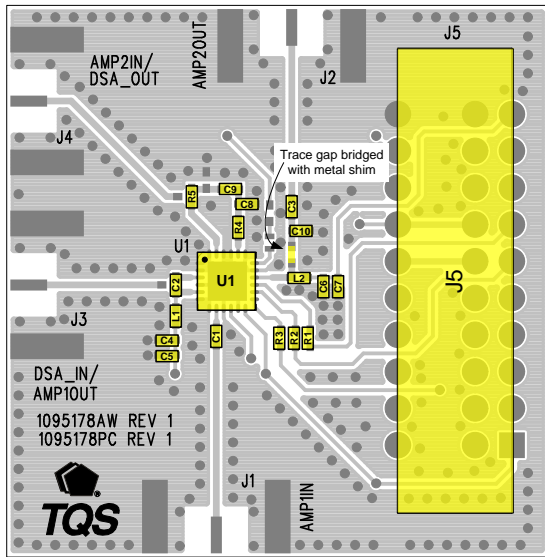 J5
AMP2IN/
DSA_OUT
AMP2OUT
J2
J4
Trace gap bridged
with metal shim
C9
R5
C8
C3
R4
C10
U1
U1
J5
C2
L2
C6
C7
L1
J3
C1
R3
R2
R1
C4
C5
DSA_IN/
AMP1OUT
1095178AW REV 1
1095178PC REV 1
J1
AMP1IN
TQS